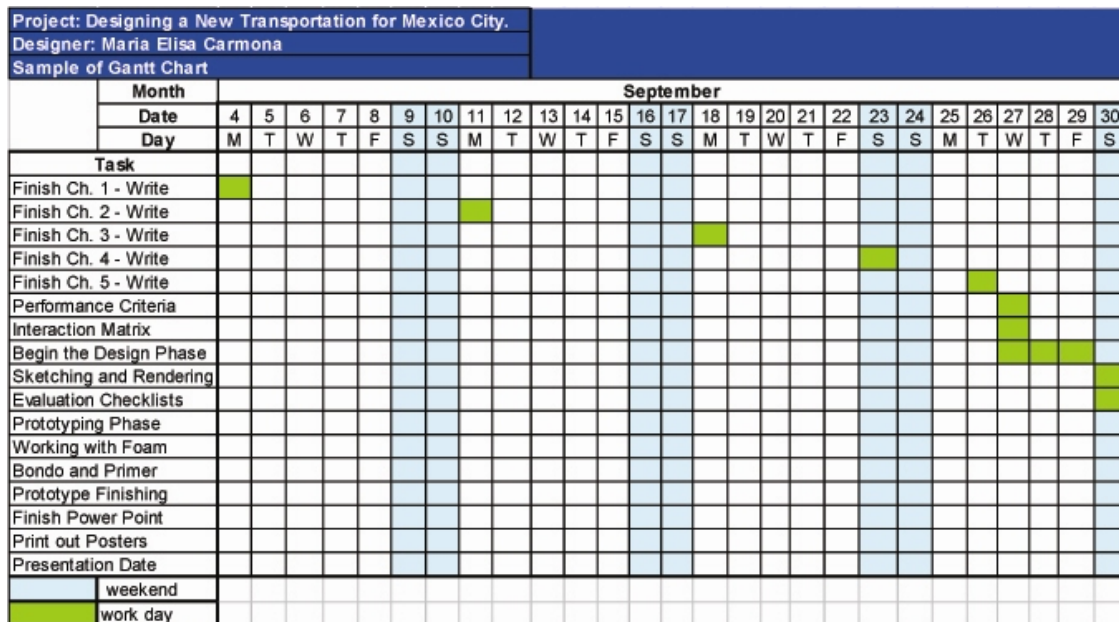 Project: Designing a New Transportation for Mexico City.
Designer: Maria Elisa Carmona
Sample of Gantt Chart
Month September
Date 4 5 6 7 8 9 10 11 12 13 14 15 16 17 18 19 20 21 22 23 24 25 26 27 28 29 30
Day M T W T F S S M T W T F S S M T W T F S S M T W T F S
Task
Finish Ch. 1 - Write
Finish Ch. 2 - Write
Finish Ch. 3 - Write
Finish Ch. 4 - Write
Finish Ch. 5 - Write
Performance Criteria
Interaction Matrix
Begin the Design Phase
Sketching and Rendering
Evaluation Checklists
Prototyping Phase
Working with Foam
Bondo and Primer
Prototype Finishing
Finish Power Point
Print out Posters
Presentation Date
weekend
work day